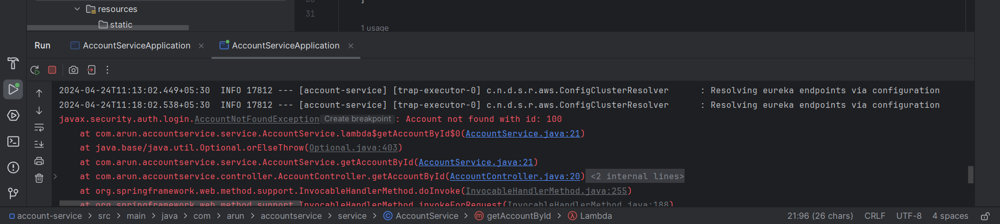 resources
static
30
31
1 usage
Run AccountServiceApplication AccountServiceApplication
2024-04-24T11:13:02.449+05:30  INFO 17812 --- [account-service] [trap-executor-0] c.n.d.s.r.aws.ConfigClusterResolver      : Resolving eureka endpoints via configuration
2024-04-24T11:18:02.538+05:30  INFO 17812 --- [account-service] [trap-executor-0] c.n.d.s.r.aws.ConfigClusterResolver      : Resolving eureka endpoints via configuration
javax.security.auth.login.AccountNotFoundException Create breakpoint : Account not found with id: 100
at com.arun.accountservice.service.AccountService.lambda$getAccountById$0(AccountService.java:21)
at java.base/java.util.Optional.orElseThrow(Optional.java:403)
at com.arun.accountservice.service.AccountService.getAccountById(AccountService.java:21)
at com.arun.accountservice.controller.AccountController.getAccountById(AccountController.java:20) <2 internal lines>
at org.springframework.web.method.support.InvocableHandlerMethod.doInvoke(InvocableHandlerMethod.java:255)
at org.springframework.web.method.support.InvocableHandlerMethod.invokeForRequest(InvocableHandlerMethod.java:188)
account-service > src > main > java > com > arun > accountservice > service > AccountService > getAccountById > Lambda 21:96 (26 chars) CRLF UTF-8 4 spaces